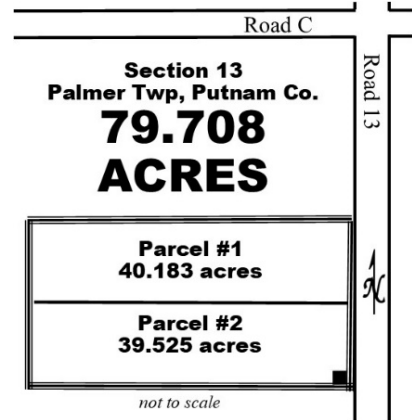 Road C
Road 13
Section 13
Palmer Twp, Putnam Co.
79.708
ACRES
Parcel #1
40.183 acres
N
Parcel #2
39.525 acres
not to scale